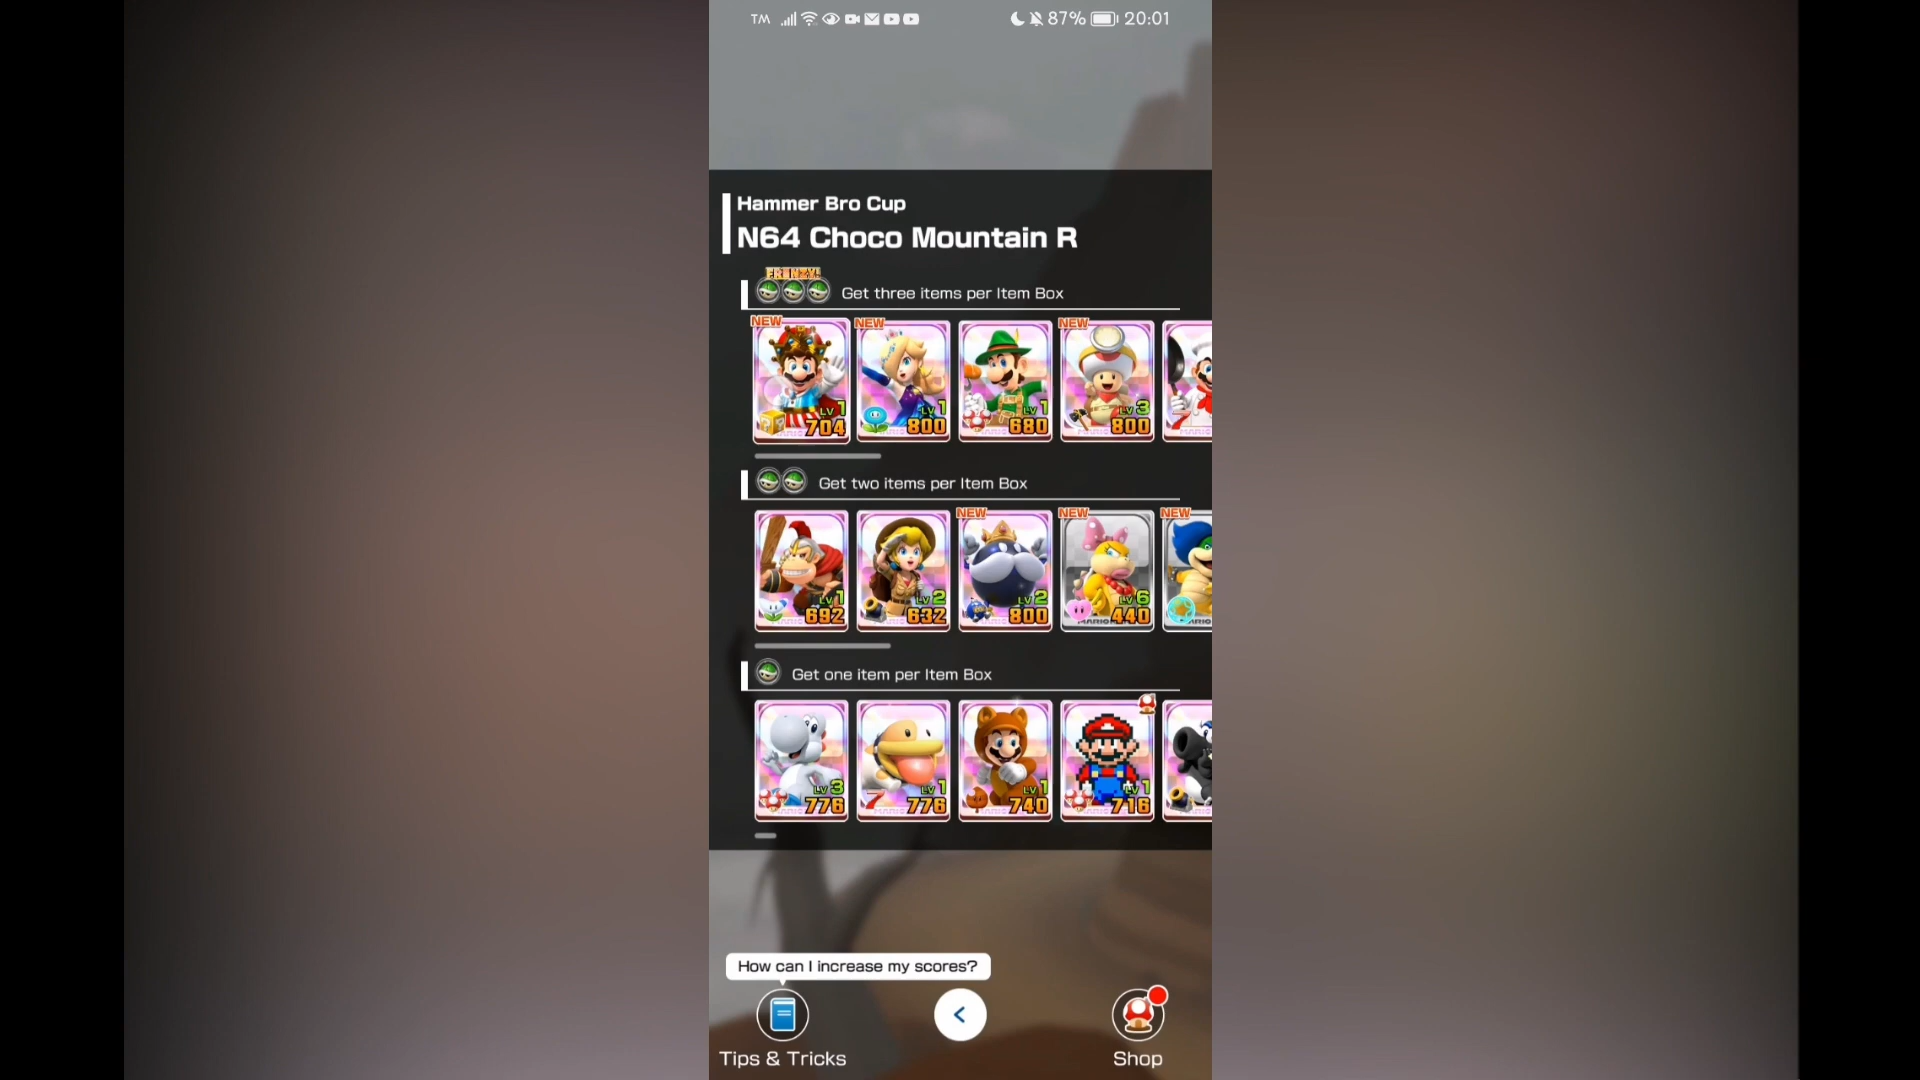 TM 87% 20:01
Hammer Bro Cup
N64 Choco Mountain R
FRENZY!
Get three items per Item Box
NEW NEW NEW
LV 1 LV 1 LV 1 LV 3
704 800 680 800
Get two items per Item Box
NEW NEW NEW
LV 1 LV 2 LV 2 LV 6
692 632 800 440
Get one item per Item Box
LV 3 LV 1 LV 1 LV 1
776 776 740 716
How can I increase my scores?
Tips & Tricks
Shop